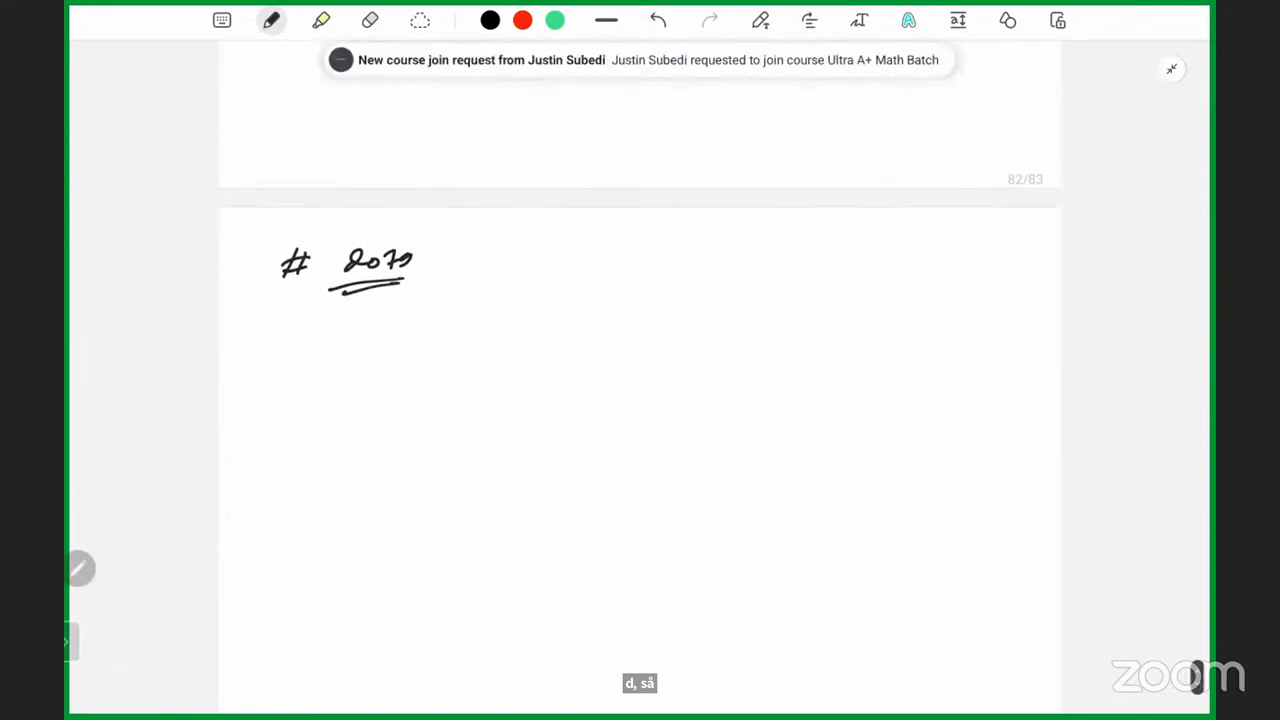 New course join request from Justin Subedi Justin Subedi requested to join course Ultra A+ Math Batch
82/83
# 2079
d, så
zoom